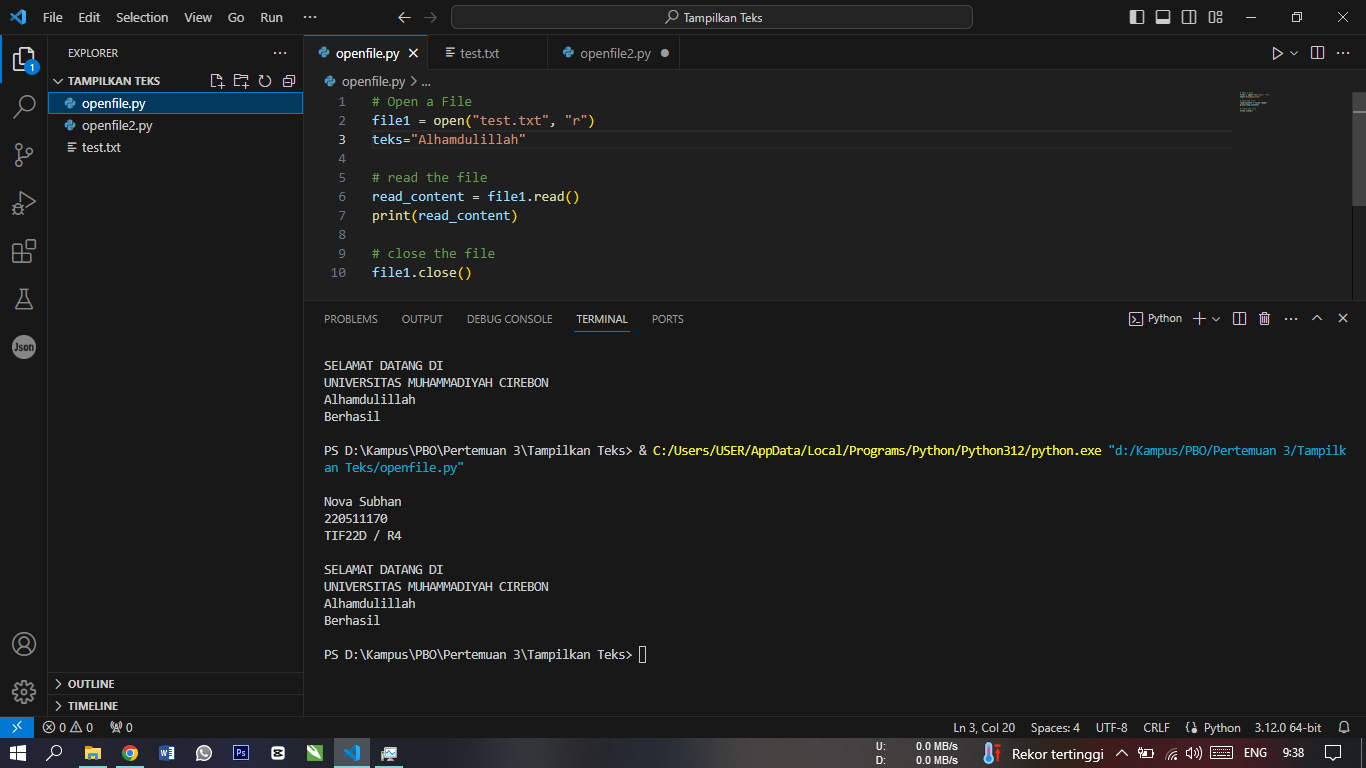 File Edit Selection View Go Run ··· Tampilkan Teks
EXPLORER ···
TAMPILKAN TEKS
openfile.py
openfile2.py
test.txt
OUTLINE
TIMELINE
1
Json
openfile.py test.txt openfile2.py
openfile.py > ...
1 # Open a File
2 file1 = open("test.txt", "r")
3 teks="Alhamdulillah"
4
5 # read the file
6 read_content = file1.read()
7 print(read_content)
8
9 # close the file
10 file1.close()
PROBLEMS OUTPUT DEBUG CONSOLE TERMINAL PORTS Python
SELAMAT DATANG DI
UNIVERSITAS MUHAMMADIYAH CIREBON
Alhamdulillah
Berhasil
PS D:\Kampus\PBO\Pertemuan 3\Tampilkan Teks> & C:/Users/USER/AppData/Local/Programs/Python/Python312/python.exe "d:/Kampus/PBO/Pertemuan 3/Tampilk
an Teks/openfile.py"
Nova Subhan
220511170
TIF22D / R4
SELAMAT DATANG DI
UNIVERSITAS MUHAMMADIYAH CIREBON
Alhamdulillah
Berhasil
PS D:\Kampus\PBO\Pertemuan 3\Tampilkan Teks>
0 0 0 Ln 3, Col 20 Spaces: 4 UTF-8 CRLF Python 3.12.0 64-bit
U: 0.0 MB/s
D: 0.0 MB/s
Rekor tertinggi ENG 9:38